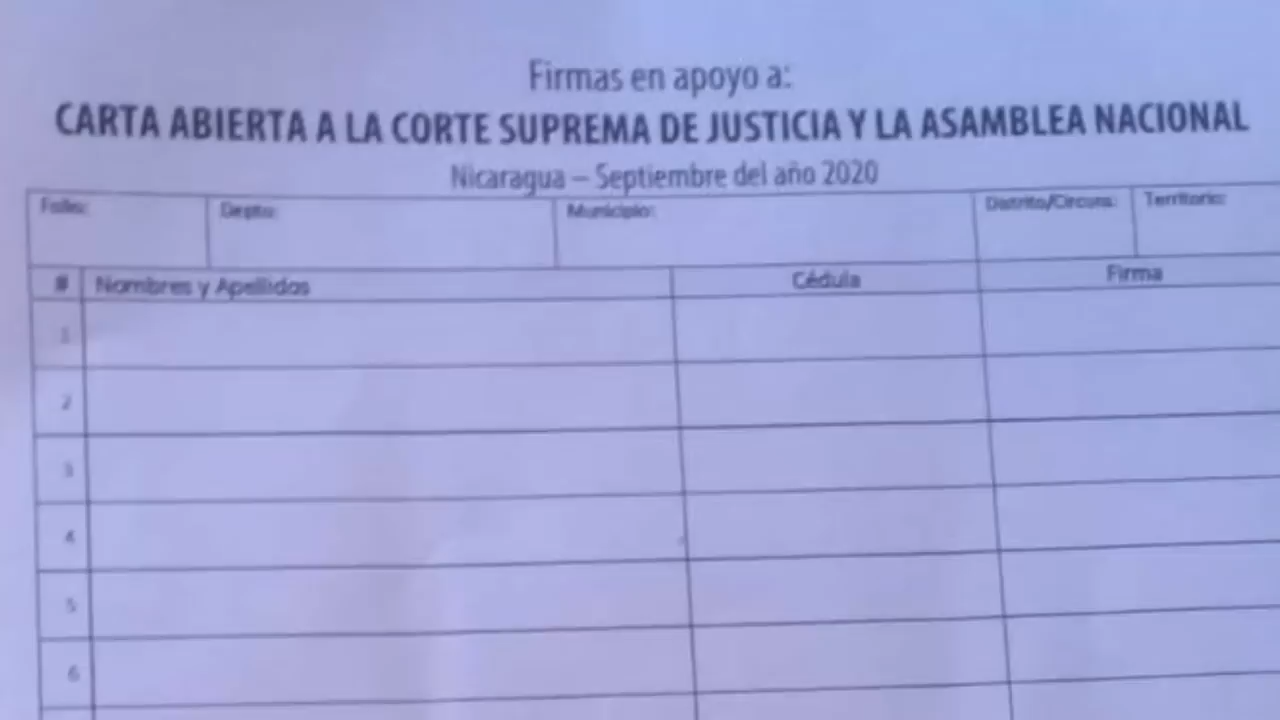 Firmas en apoyo a:
CARTA ABIERTA A LA CORTE SUPREMA DE JUSTICIA Y LA ASAMBLEA NACIONAL
Nicaragua – Septiembre del año 2020
Folio: Depto: Municipio: Distrito/Circuns: Territorio:
# Nombres y Apellidos Cédula Firma
1
2
3
4
5
6